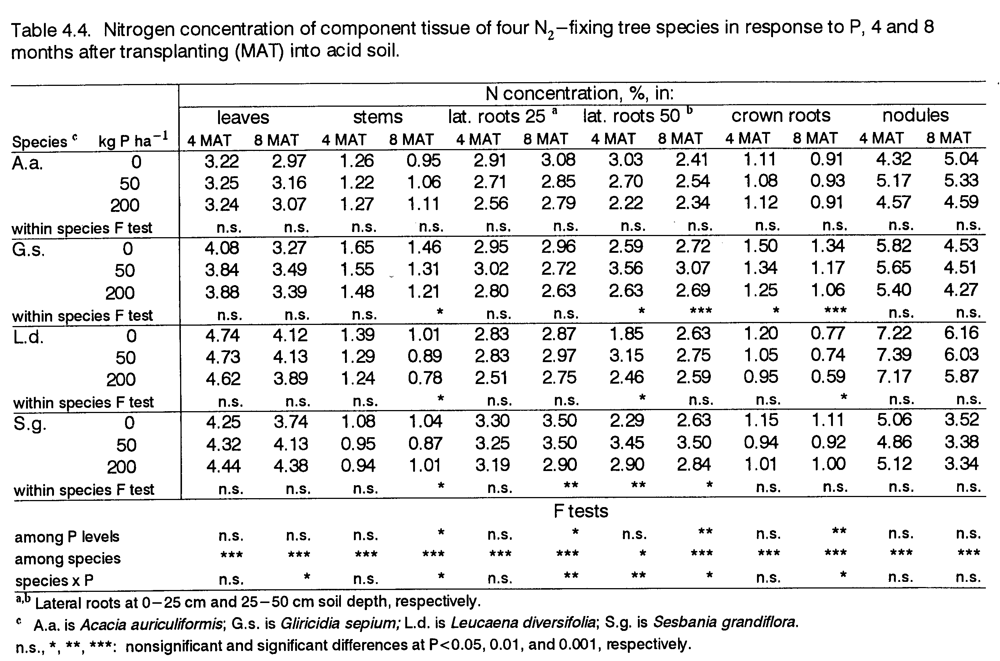 Table 4.4. Nitrogen concentration of component tissue of four N₂–fixing tree species in response to P, 4 and 8
months after transplanting (MAT) into acid soil.
N concentration, %, in:
leaves stems lat. roots 25 ᵃ lat. roots 50 ᵇ crown roots nodules
Species ᶜ kg P ha⁻¹ 4 MAT 8 MAT 4 MAT 8 MAT 4 MAT 8 MAT 4 MAT 8 MAT 4 MAT 8 MAT 4 MAT 8 MAT
A.a. 0 3.22 2.97 1.26 0.95 2.91 3.08 3.03 2.41 1.11 0.91 4.32 5.04
50 3.25 3.16 1.22 1.06 2.71 2.85 2.70 2.54 1.08 0.93 5.17 5.33
200 3.24 3.07 1.27 1.11 2.56 2.79 2.22 2.34 1.12 0.91 4.57 4.59
within species F test n.s. n.s. n.s. n.s. n.s. n.s. n.s. n.s. n.s. n.s. n.s. n.s.
G.s. 0 4.08 3.27 1.65 1.46 2.95 2.96 2.59 2.72 1.50 1.34 5.82 4.53
50 3.84 3.49 1.55 1.31 3.02 2.72 3.56 3.07 1.34 1.17 5.65 4.51
200 3.88 3.39 1.48 1.21 2.80 2.63 2.63 2.69 1.25 1.06 5.40 4.27
within species F test n.s. n.s. n.s. * n.s. n.s. * *** * *** n.s. n.s.
L.d. 0 4.74 4.12 1.39 1.01 2.83 2.87 1.85 2.63 1.20 0.77 7.22 6.16
50 4.73 4.13 1.29 0.89 2.83 2.97 3.15 2.75 1.05 0.74 7.39 6.03
200 4.62 3.89 1.24 0.78 2.51 2.75 2.46 2.59 0.95 0.59 7.17 5.87
within species F test n.s. n.s. n.s. * n.s. n.s. * n.s. n.s. * n.s. n.s.
S.g. 0 4.25 3.74 1.08 1.04 3.30 3.50 2.29 2.63 1.15 1.11 5.06 3.52
50 4.32 4.13 0.95 0.87 3.25 3.50 3.45 3.50 0.94 0.92 4.86 3.38
200 4.44 4.38 0.94 1.01 3.19 2.90 2.90 2.84 1.01 1.00 5.12 3.34
within species F test n.s. n.s. n.s. * n.s. ** ** * n.s. n.s. n.s. n.s.
F tests
among P levels n.s. n.s. n.s. * n.s. * n.s. ** n.s. ** n.s. n.s.
among species *** *** *** *** *** *** * *** *** *** *** ***
species x P n.s. * n.s. * n.s. ** ** * n.s. * n.s. n.s.
ᵃ,ᵇ Lateral roots at 0–25 cm and 25–50 cm soil depth, respectively.
ᶜ A.a. is Acacia auriculiformis; G.s. is Gliricidia sepium; L.d. is Leucaena diversifolia; S.g. is Sesbania grandiflora.
n.s., *, **, ***: nonsignificant and significant differences at P<0.05, 0.01, and 0.001, respectively.